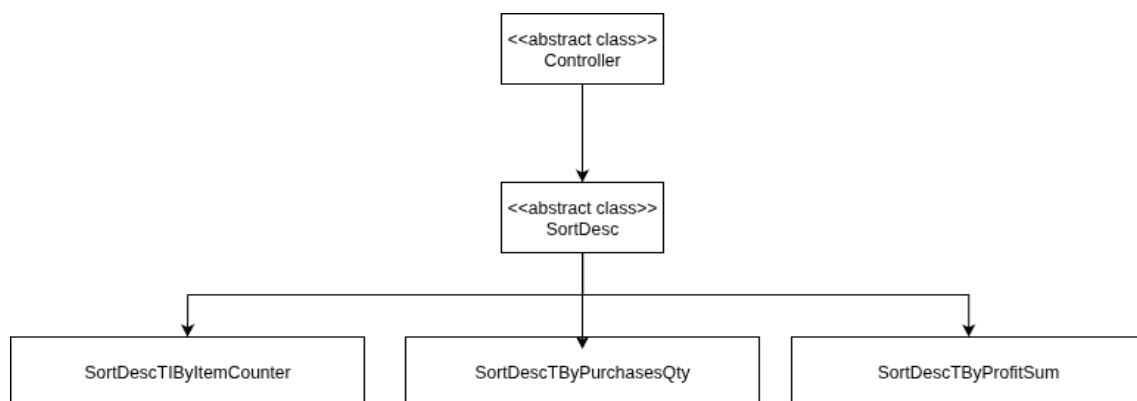 <<abstract class>>
Controller
<<abstract class>>
SortDesc
SortDescTIByItemCounter
SortDescTByPurchasesQty
SortDescTByProfitSum